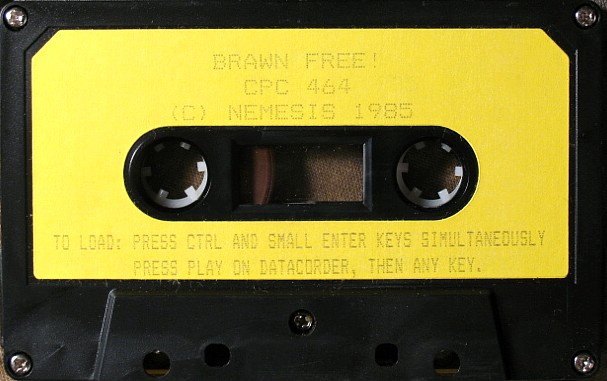 BRAWN FREE!
CPC 464
(C) NEMESIS 1985
TO LOAD: PRESS CTRL AND SMALL ENTER KEYS SIMULTANEOUSLY
PRESS PLAY ON DATACORDER, THEN ANY KEY.